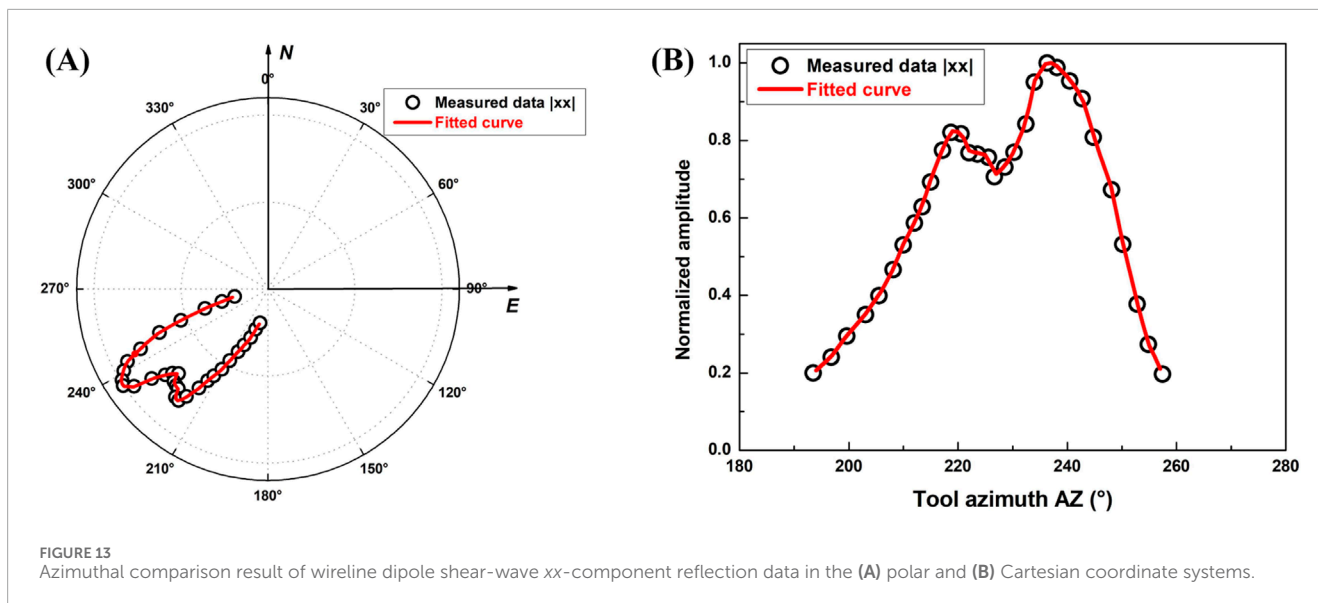 (A)
N
0°
330°
30°
Measured data |xx|
Fitted curve
300°
60°
270°
90°
E
240°
120°
210°
150°
180°
(B)
Measured data |xx|
Fitted curve
1.0
0.8
0.6
0.4
0.2
0.0
Normalized amplitude
180 200 220 240 260 280
Tool azimuth AZ (°)
FIGURE 13
Azimuthal comparison result of wireline dipole shear-wave xx-component reflection data in the (A) polar and (B) Cartesian coordinate systems.